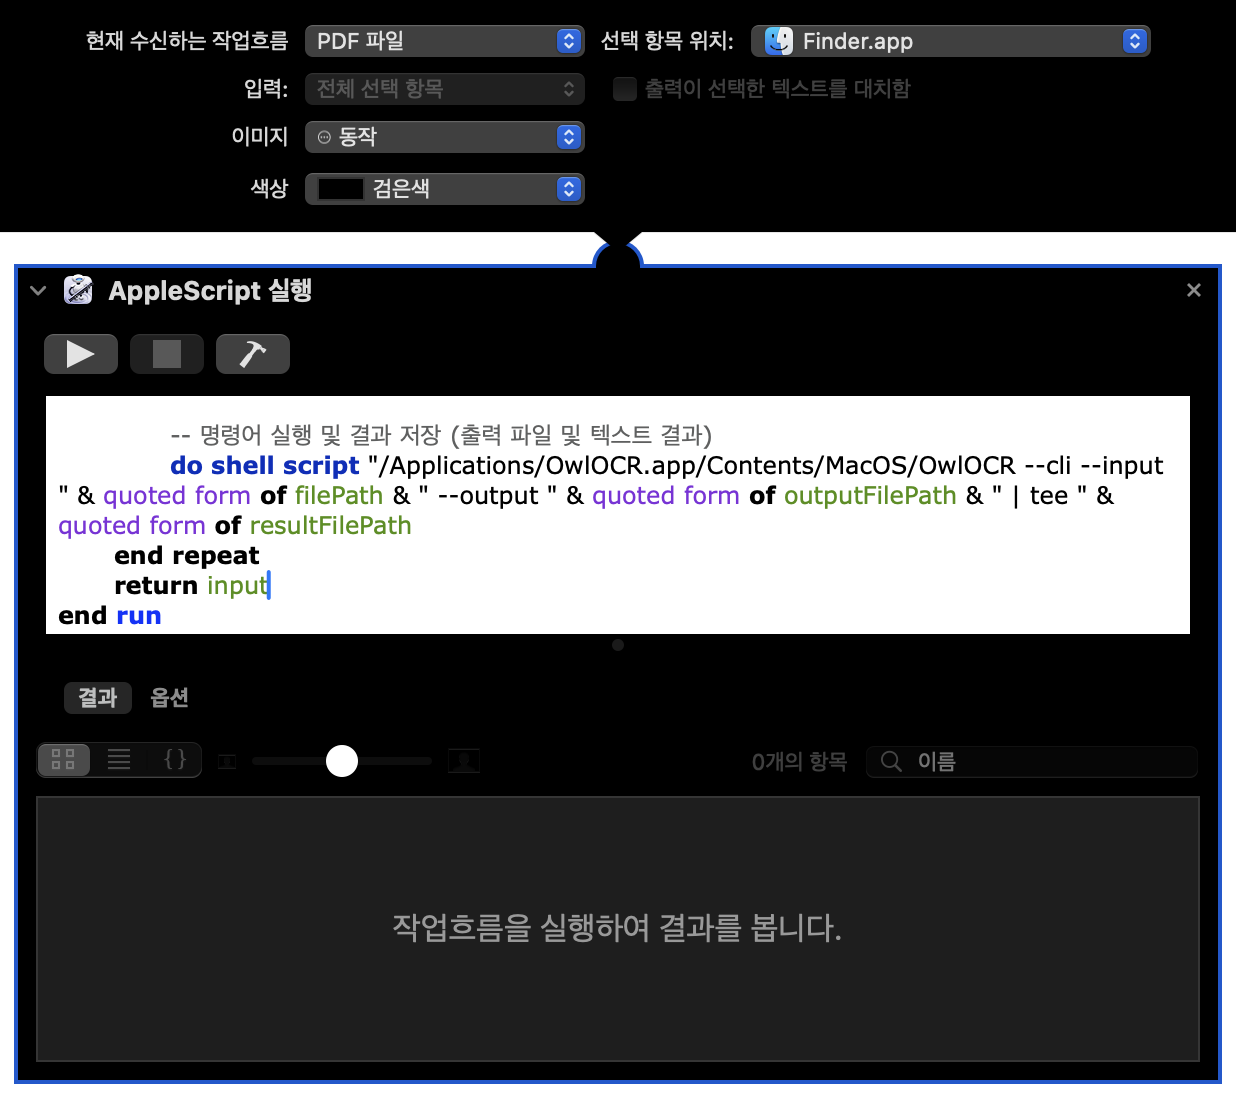 현재 수신하는 작업흐름 PDF 파일 선택 항목 위치: Finder.app
입력: 전체 선택 항목 출력이 선택한 텍스트를 대치함
이미지 동작
색상 검은색
AppleScript 실행
-- 명령어 실행 및 결과 저장 (출력 파일 및 텍스트 결과)
do shell script "/Applications/OwlOCR.app/Contents/MacOS/OwlOCR --cli --input
" & quoted form of filePath & " --output " & quoted form of outputFilePath & " | tee " &
quoted form of resultFilePath
end repeat
return input
end run
결과 옵션
{} 0개의 항목 이름
작업흐름을 실행하여 결과를 봅니다.